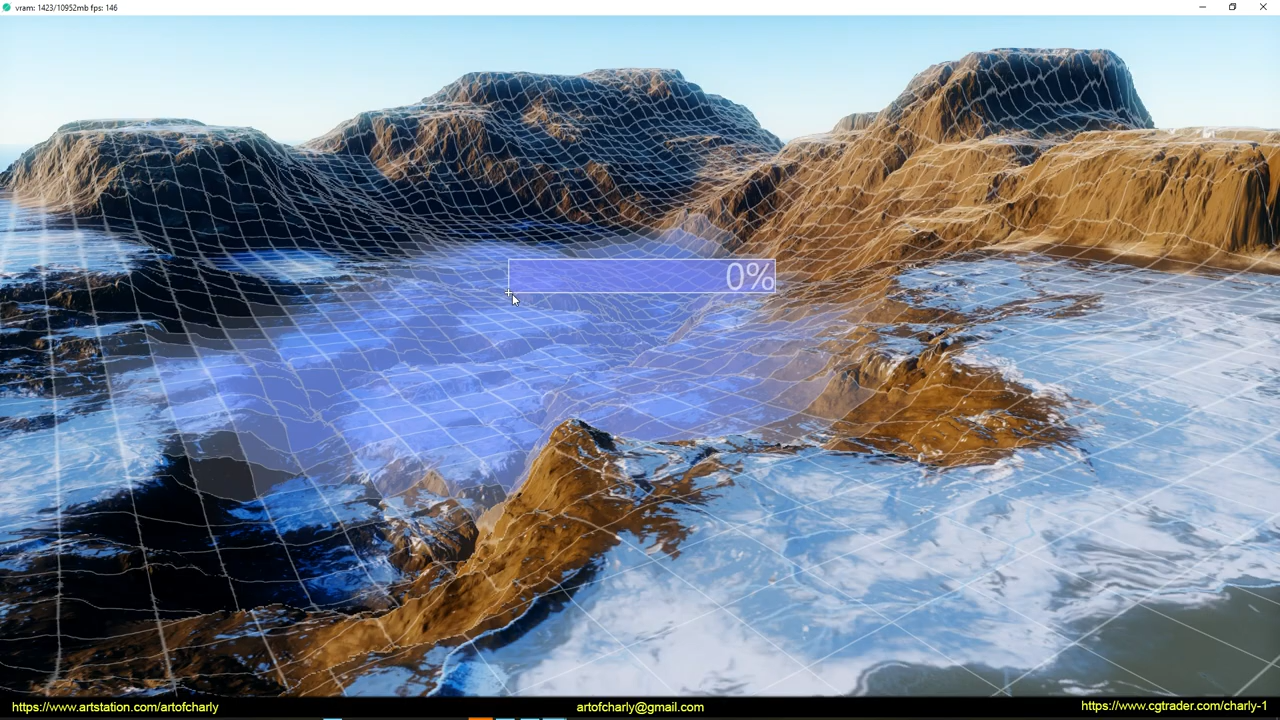 vram: 1423/10952mb fps: 146
0%
https://www.artstation.com/artofcharly
artofcharly@gmail.com
https://www.cgtrader.com/charly-1